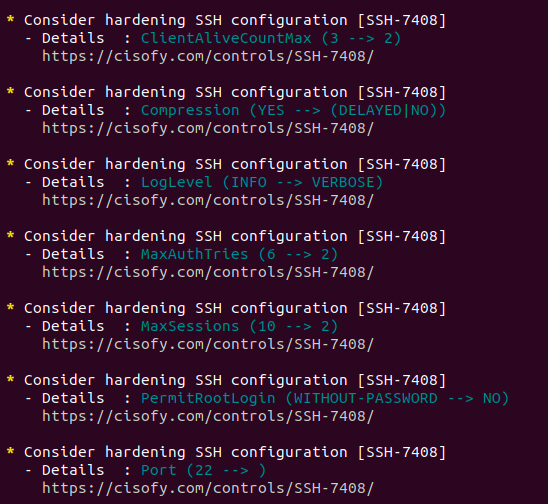 * Consider hardening SSH configuration [SSH-7408]
- Details : ClientAliveCountMax (3 --> 2)
https://cisofy.com/controls/SSH-7408/
* Consider hardening SSH configuration [SSH-7408]
- Details : Compression (YES --> (DELAYED|NO))
https://cisofy.com/controls/SSH-7408/
* Consider hardening SSH configuration [SSH-7408]
- Details : LogLevel (INFO --> VERBOSE)
https://cisofy.com/controls/SSH-7408/
* Consider hardening SSH configuration [SSH-7408]
- Details : MaxAuthTries (6 --> 2)
https://cisofy.com/controls/SSH-7408/
* Consider hardening SSH configuration [SSH-7408]
- Details : MaxSessions (10 --> 2)
https://cisofy.com/controls/SSH-7408/
* Consider hardening SSH configuration [SSH-7408]
- Details : PermitRootLogin (WITHOUT-PASSWORD --> NO)
https://cisofy.com/controls/SSH-7408/
* Consider hardening SSH configuration [SSH-7408]
- Details : Port (22 --> )
https://cisofy.com/controls/SSH-7408/